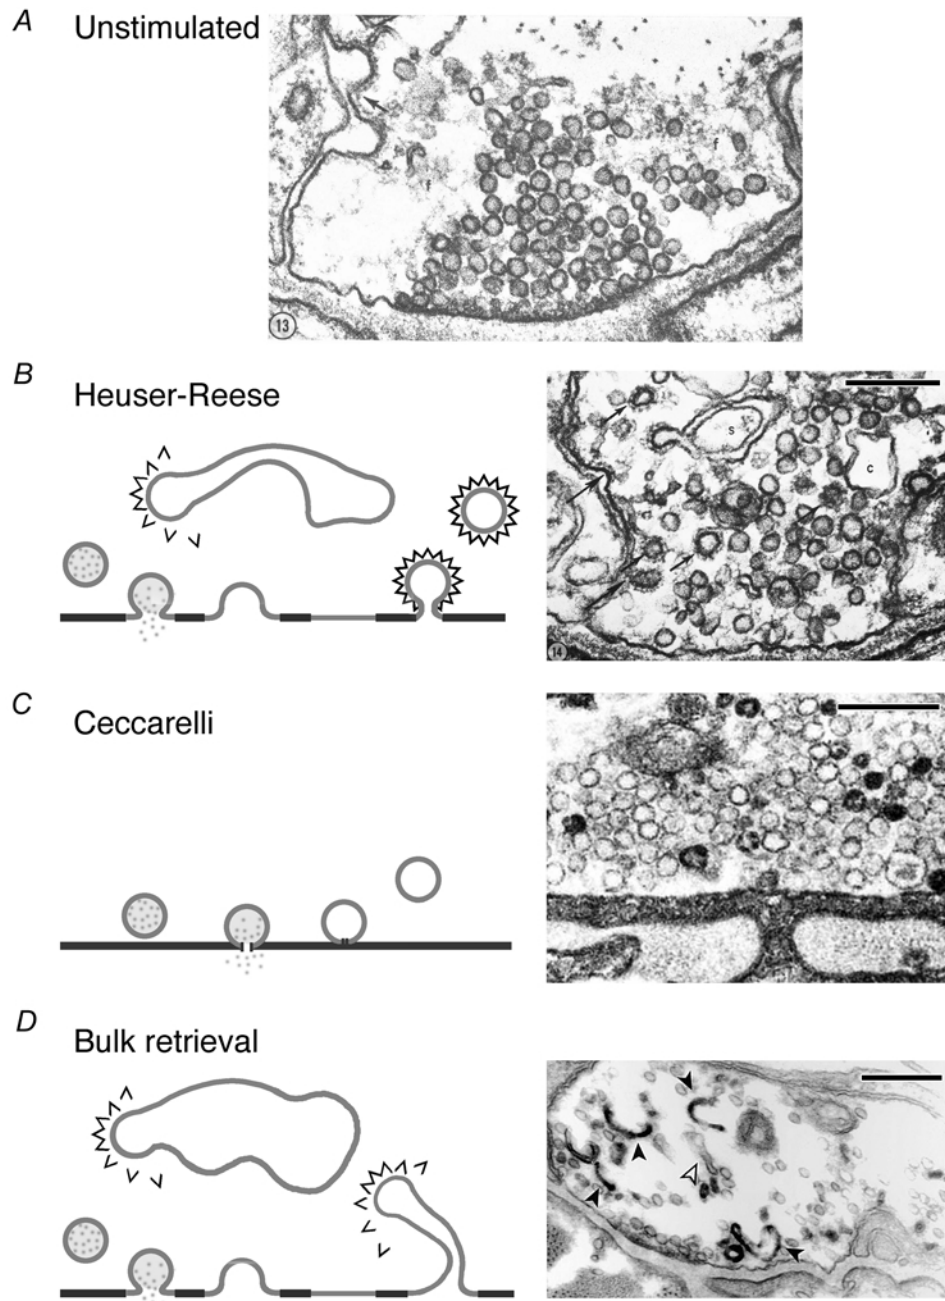 A Unstimulated
f
f
13
B Heuser-Reese
s
c
14
C Ceccarelli
D Bulk retrieval